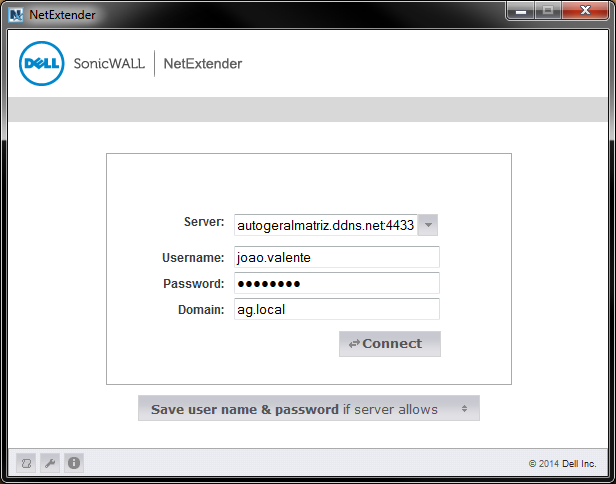 NetExtender
DELL SonicWALL | NetExtender
Server: autogeralmatriz.ddns.net:4433
Username: joao.valente
Password: ●●●●●●●●
Domain: ag.local
Connect
Save user name & password if server allows
© 2014 Dell Inc.